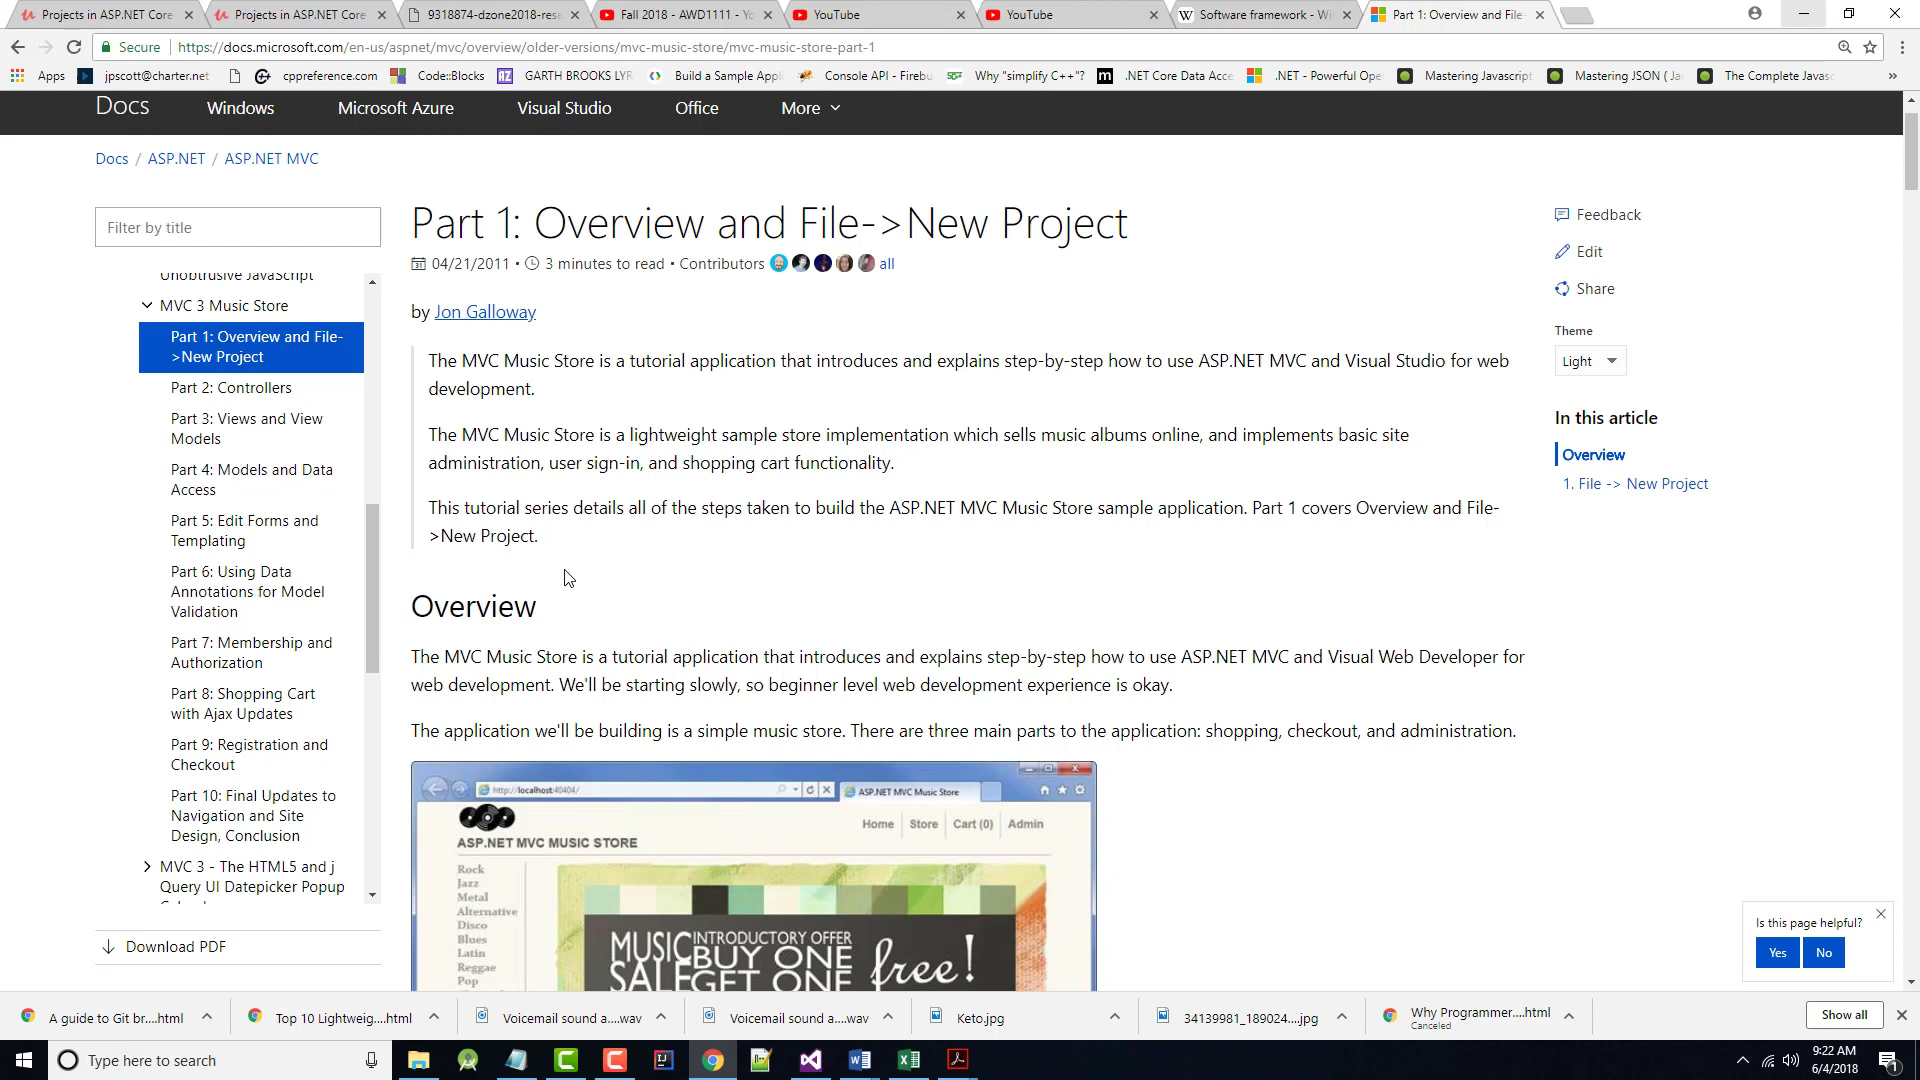 Projects in ASP.NET Core
Projects in ASP.NET Core
9318874-dzone2018-rese
Fall 2018 - AWD1111 - Yo
YouTube
YouTube
Software framework - Wi
Part 1: Overview and File-
Secure
https://docs.microsoft.com/en-us/aspnet/mvc/overview/older-versions/mvc-music-store/mvc-music-store-part-1
Apps
jpscott@charter.net
cppreference.com
Code::Blocks
GARTH BROOKS LYR
Build a Sample Appl
Console API - Firebu
Why "simplify C++"?
.NET Core Data Acce
.NET - Powerful Ope
Mastering Javascript
Mastering JSON ( Ja
The Complete Javasc
»
Docs
Windows
Microsoft Azure
Visual Studio
Office
More
Docs / ASP.NET / ASP.NET MVC
Filter by title
Unobtrusive JavaScript
MVC 3 Music Store
Part 1: Overview and File-
>New Project
Part 2: Controllers
Part 3: Views and View
Models
Part 4: Models and Data
Access
Part 5: Edit Forms and
Templating
Part 6: Using Data
Annotations for Model
Validation
Part 7: Membership and
Authorization
Part 8: Shopping Cart
with Ajax Updates
Part 9: Registration and
Checkout
Part 10: Final Updates to
Navigation and Site
Design, Conclusion
MVC 3 - The HTML5 and j
Query UI Datepicker Popup
Download PDF
Part 1: Overview and File->New Project
04/21/2011 • 3 minutes to read • Contributors all
by Jon Galloway
The MVC Music Store is a tutorial application that introduces and explains step-by-step how to use ASP.NET MVC and Visual Studio for web
development.
The MVC Music Store is a lightweight sample store implementation which sells music albums online, and implements basic site
administration, user sign-in, and shopping cart functionality.
This tutorial series details all of the steps taken to build the ASP.NET MVC Music Store sample application. Part 1 covers Overview and File-
>New Project.
Overview
The MVC Music Store is a tutorial application that introduces and explains step-by-step how to use ASP.NET MVC and Visual Web Developer for
web development. We'll be starting slowly, so beginner level web development experience is okay.
The application we'll be building is a simple music store. There are three main parts to the application: shopping, checkout, and administration.
http://localhost:40404/
ASP.NET MVC Music Store
Home
Store
Cart (0)
Admin
ASP.NET MVC MUSIC STORE
Rock
Jazz
Metal
Alternative
Disco
Blues
Latin
Reggae
Pop
MUSIC
SALE
INTRODUCTORY OFFER
BUY ONE
GET ONE
free!
Feedback
Edit
Share
Theme
Light
In this article
Overview
1. File -> New Project
Is this page helpful?
Yes
No
A guide to Git br....html
Top 10 Lightweig....html
Voicemail sound a....wav
Voicemail sound a....wav
Keto.jpg
34139981_189024....jpg
Why Programmer....html
Canceled
Show all
Type here to search
9:22 AM
6/4/2018
1